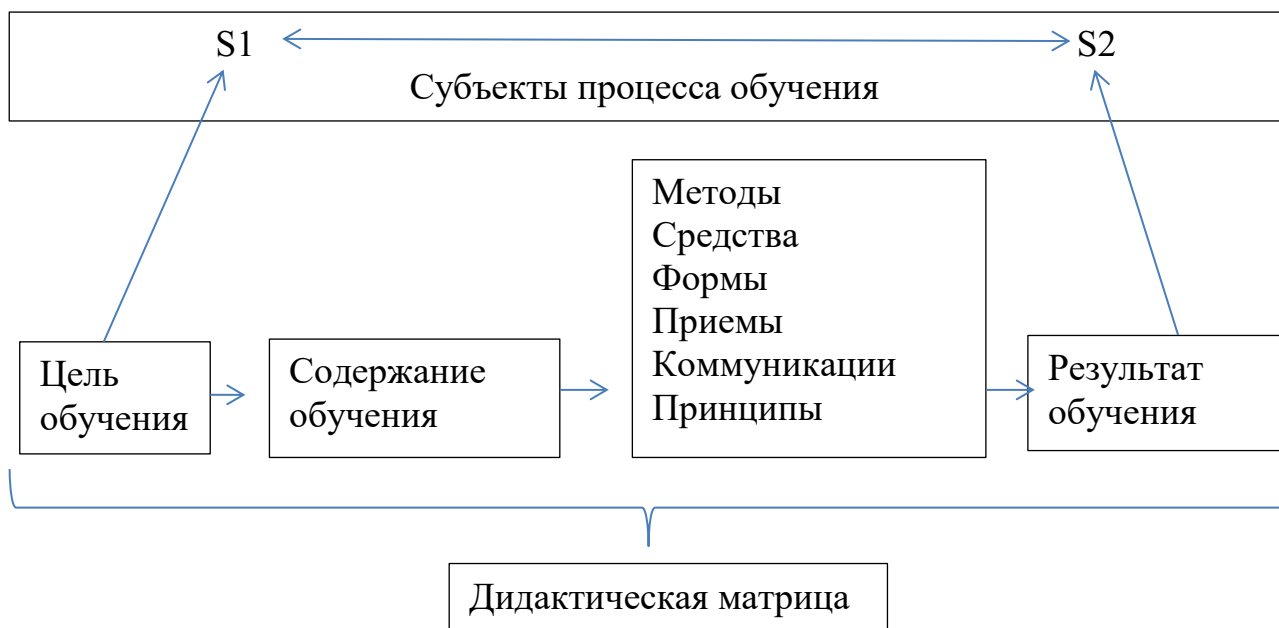 S1
S2
Субъекты процесса обучения
Цель
обучения
Содержание
обучения
Методы
Средства
Формы
Приемы
Коммуникации
Принципы
Результат
обучения
Дидактическая матрица